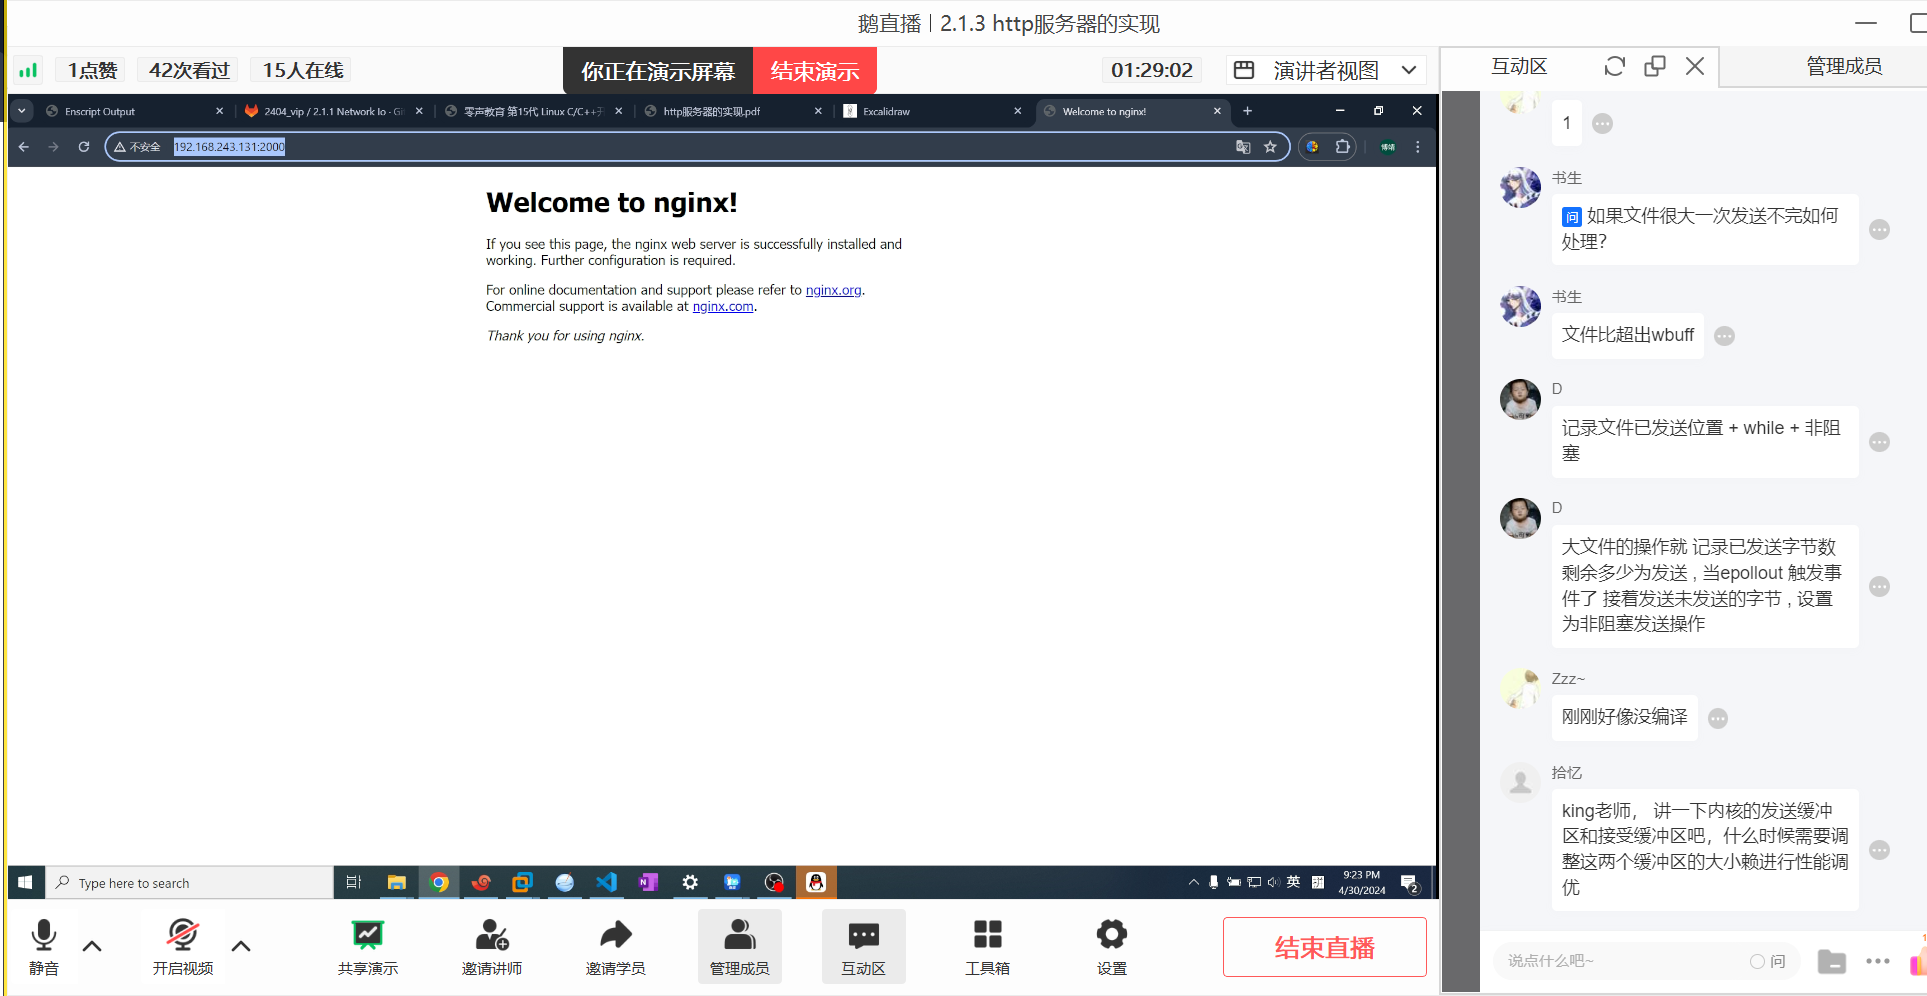 鹅直播 | 2.1.3 http服务器的实现
1点赞
42次看过
15人在线
你正在演示屏幕
结束演示
01:29:02
演讲者视图
互动区
管理成员
Enscript Output
2404_vip / 2.1.1 Network Io - Gi
零声教育 第15代 Linux C/C++开
http服务器的实现.pdf
Excalidraw
Welcome to nginx!
不安全
192.168.243.131:2000
博靖
Welcome to nginx!
If you see this page, the nginx web server is successfully installed and
working. Further configuration is required.
For online documentation and support please refer to nginx.org.
Commercial support is available at nginx.com.
Thank you for using nginx.
1
书生
问 如果文件很大一次发送不完如何
处理?
书生
文件比超出wbuff
D
记录文件已发送位置 + while + 非阻
塞
D
大文件的操作就 记录已发送字节数
剩余多少为发送 , 当epollout 触发事
件了 接着发送未发送的字节 , 设置
为非阻塞发送操作
Zzz~
刚刚好像没编译
拾忆
king老师， 讲一下内核的发送缓冲
区和接受缓冲区吧，什么时候需要调
整这两个缓冲区的大小赖进行性能调
优
Type here to search
英
拼
9:23 PM
4/30/2024
2
静音
开启视频
共享演示
邀请讲师
邀请学员
管理成员
互动区
工具箱
设置
结束直播
说点什么吧~
问